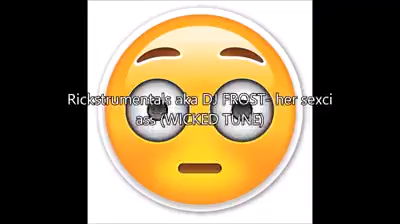 Rickstrumentals aka DJ FROST- her sexci
ass (WICKED TUNE)